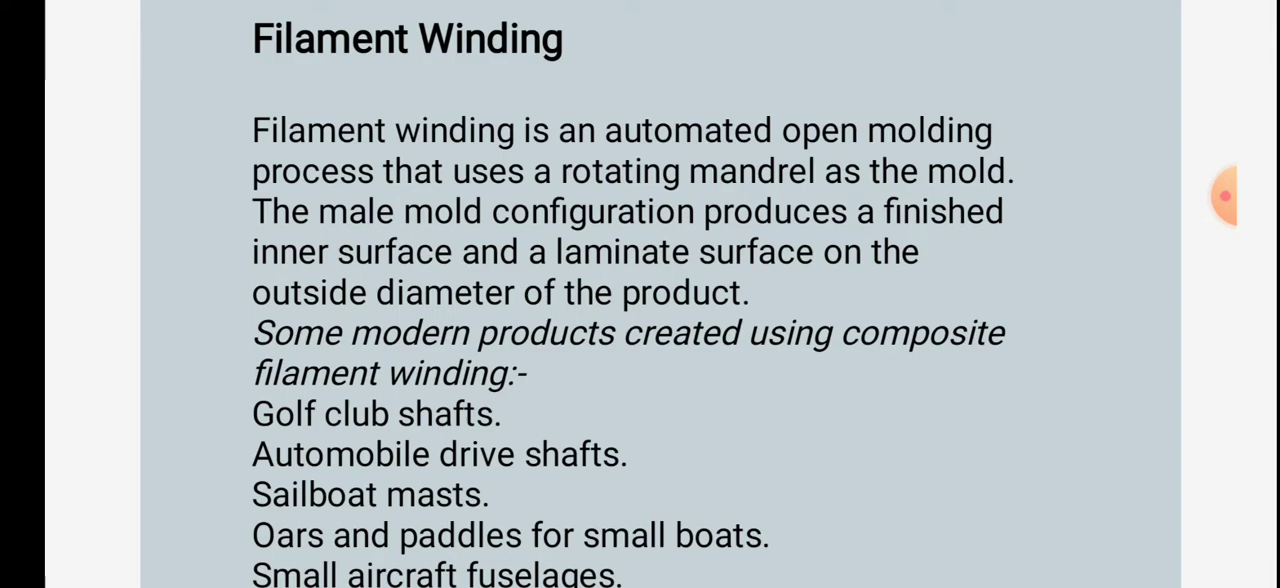 Filament Winding
Filament winding is an automated open molding
process that uses a rotating mandrel as the mold.
The male mold configuration produces a finished
inner surface and a laminate surface on the
outside diameter of the product.
Some modern products created using composite
filament winding:-
Golf club shafts.
Automobile drive shafts.
Sailboat masts.
Oars and paddles for small boats.
Small aircraft fuselages.